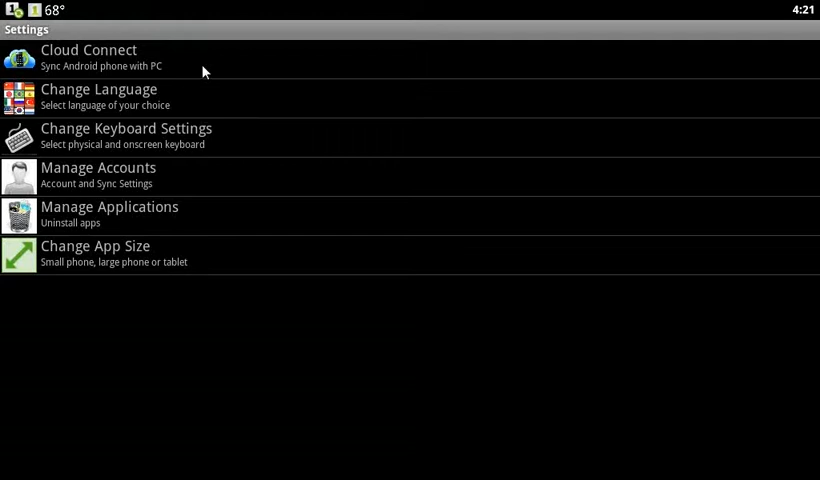 68°
4:21
Settings
Cloud Connect
Sync Android phone with PC
Change Language
Select language of your choice
Change Keyboard Settings
Select physical and onscreen keyboard
Manage Accounts
Account and Sync Settings
Manage Applications
Uninstall apps
Change App Size
Small phone, large phone or tablet